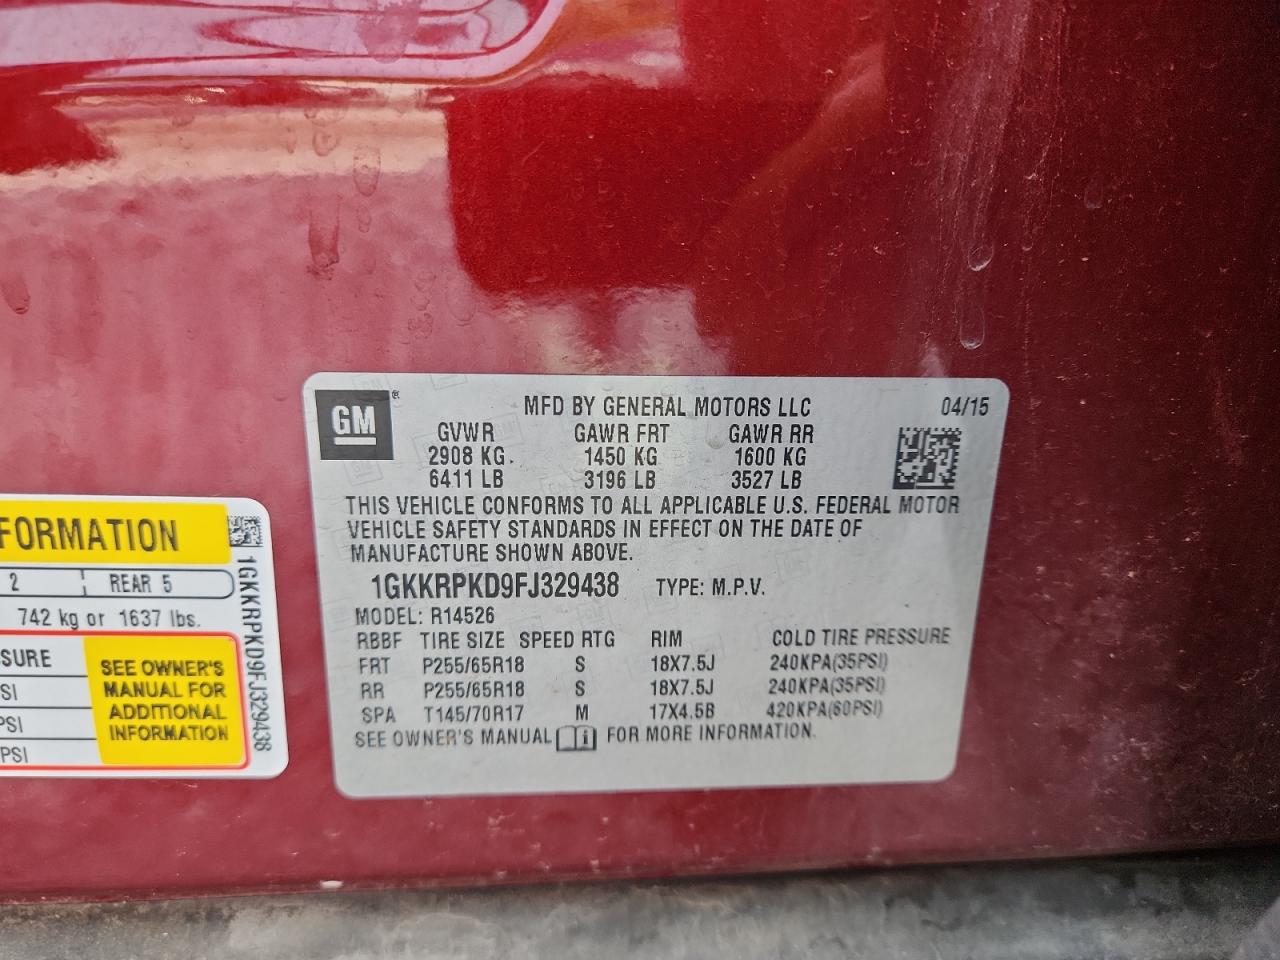 FORMATION
2 REAR 5
742 kg or 1637 lbs.
SURE
SI
PSI
PSI
SEE OWNER'S
MANUAL FOR
ADDITIONAL
INFORMATION
1GKKRPKD9FJ329438
GM ®
MFD BY GENERAL MOTORS LLC 04/15
GVWR GAWR FRT GAWR RR
2908 KG. 1450 KG 1600 KG
6411 LB 3196 LB 3527 LB
THIS VEHICLE CONFORMS TO ALL APPLICABLE U.S. FEDERAL MOTOR
VEHICLE SAFETY STANDARDS IN EFFECT ON THE DATE OF
MANUFACTURE SHOWN ABOVE.
1GKKRPKD9FJ329438 TYPE: M.P.V.
MODEL: R14526
RBBF TIRE SIZE SPEED RTG RIM COLD TIRE PRESSURE
FRT P255/65R18 S 18X7.5J 240KPA(35PSI)
RR P255/65R18 S 18X7.5J 240KPA(35PSI)
SPA T145/70R17 M 17X4.5B 420KPA(60PSI)
SEE OWNER'S MANUAL i FOR MORE INFORMATION.